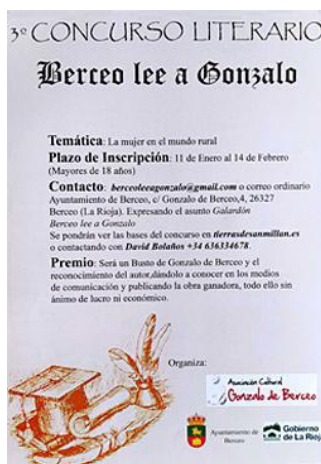 3º CONCURSO LITERARIO
Berceo lee a Gonzalo
Temática: La mujer en el mundo rural
Plazo de Inscripción: 11 de Enero al 14 de Febrero
(Mayores de 18 años)
Contacto: berceoleeagonzalo@gmail.com o correo ordinario
Ayuntamiento de Berceo, c/ Gonzalo de Berceo,4, 26327
Berceo (La Rioja). Expresando el asunto Galardón
Berceo lee a Gonzalo
Se pondrán ver las bases del concurso en tierrasdesanmillan.es
o contactando con David Bolaños +34 636334678.
Premio: Será un Busto de Gonzalo de Berceo y el
reconocimiento del autor,dándolo a conocer en los medios
de comunicación y publicando la obra ganadora, todo ello sin
ánimo de lucro ni económico.
Organiza:
Asociación Cultural
Gonzalo de Berceo
Ayuntamiento de
Berceo
Gobierno
de La Rioj